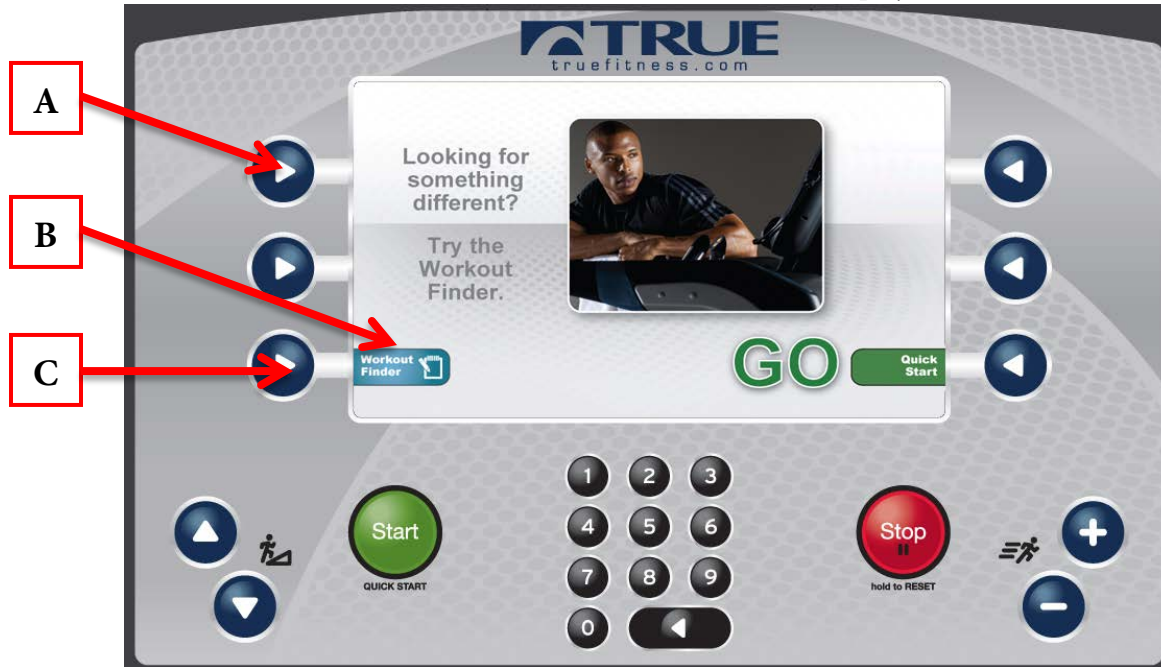 TRUE
truefitness.com
A
B
C
Looking for
something
different?
Try the
Workout
Finder.
Workout
Finder
GO
Quick
Start
1 2 3
4 5 6
7 8 9
0
Start
QUICK START
Stop
hold to RESET